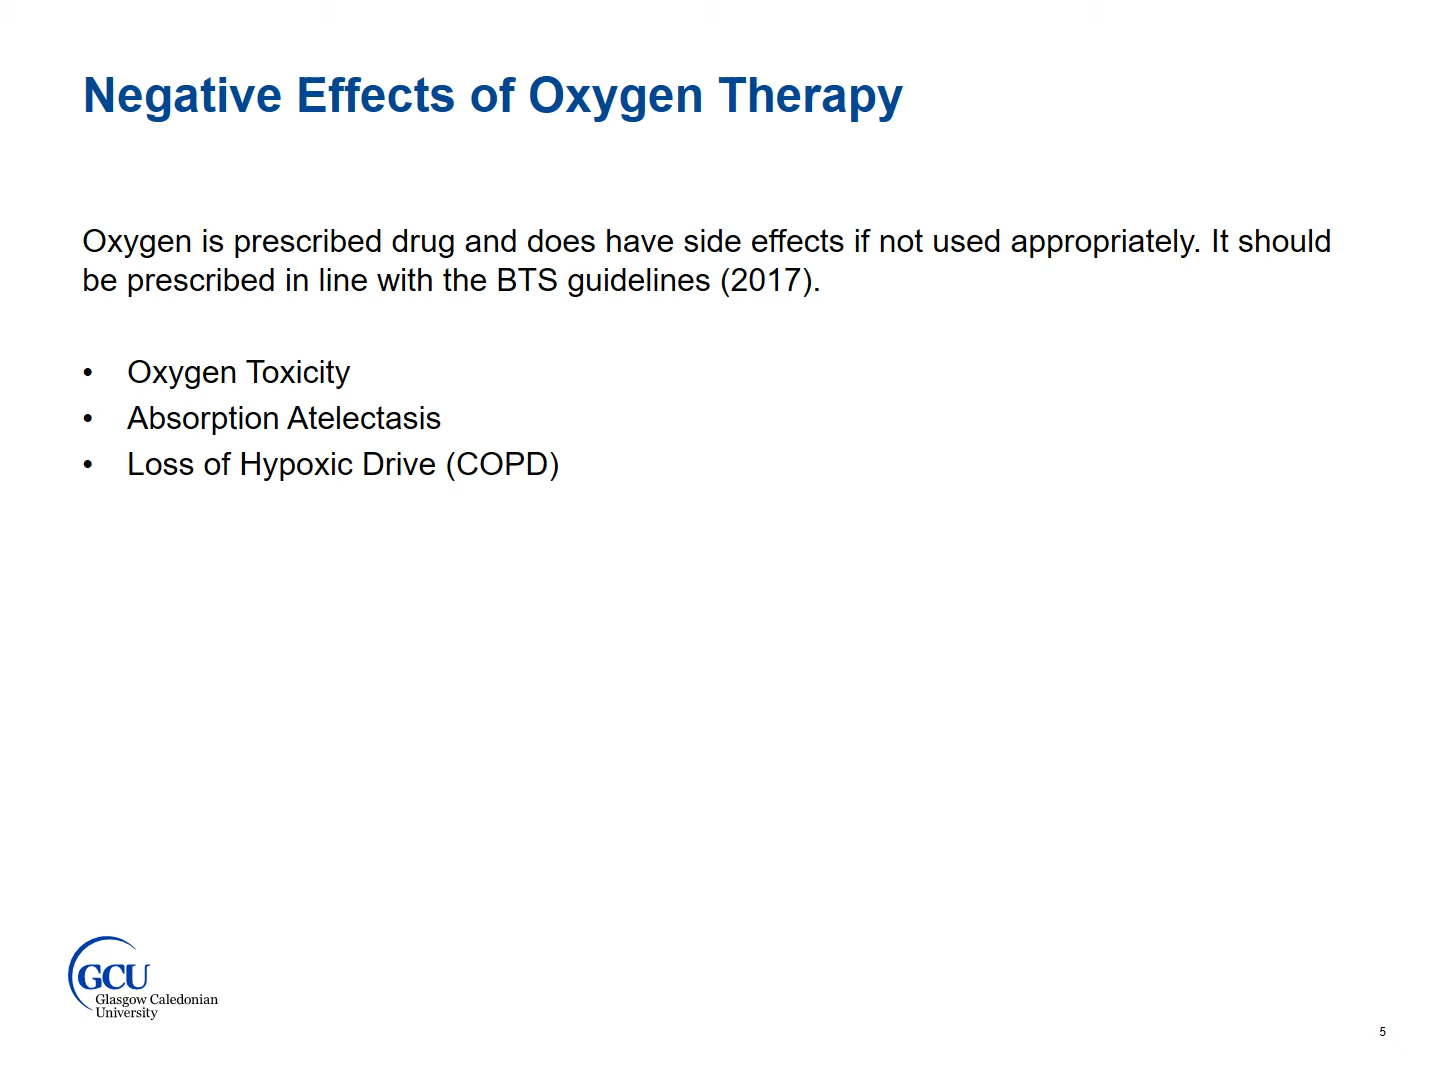 Negative Effects of Oxygen Therapy
Oxygen is prescribed drug and does have side effects if not used appropriately. It should
be prescribed in line with the BTS guidelines (2017).
• Oxygen Toxicity
• Absorption Atelectasis
• Loss of Hypoxic Drive (COPD)
GCU
Glasgow Caledonian
University
5